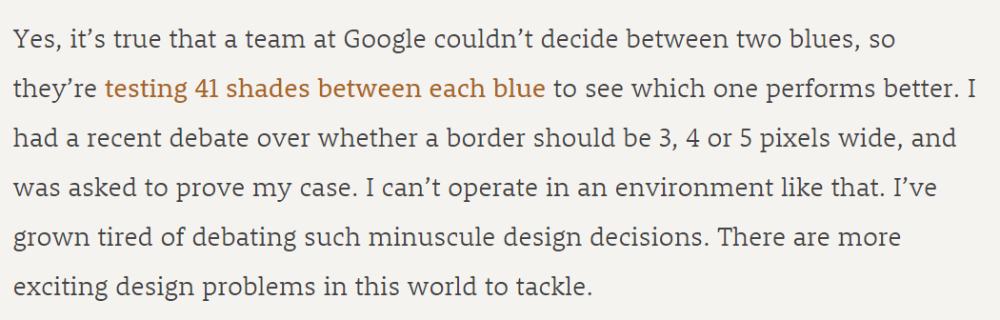 Yes, it’s true that a team at Google couldn’t decide between two blues, so
they’re testing 41 shades between each blue to see which one performs better. I
had a recent debate over whether a border should be 3, 4 or 5 pixels wide, and
was asked to prove my case. I can’t operate in an environment like that. I’ve
grown tired of debating such minuscule design decisions. There are more
exciting design problems in this world to tackle.